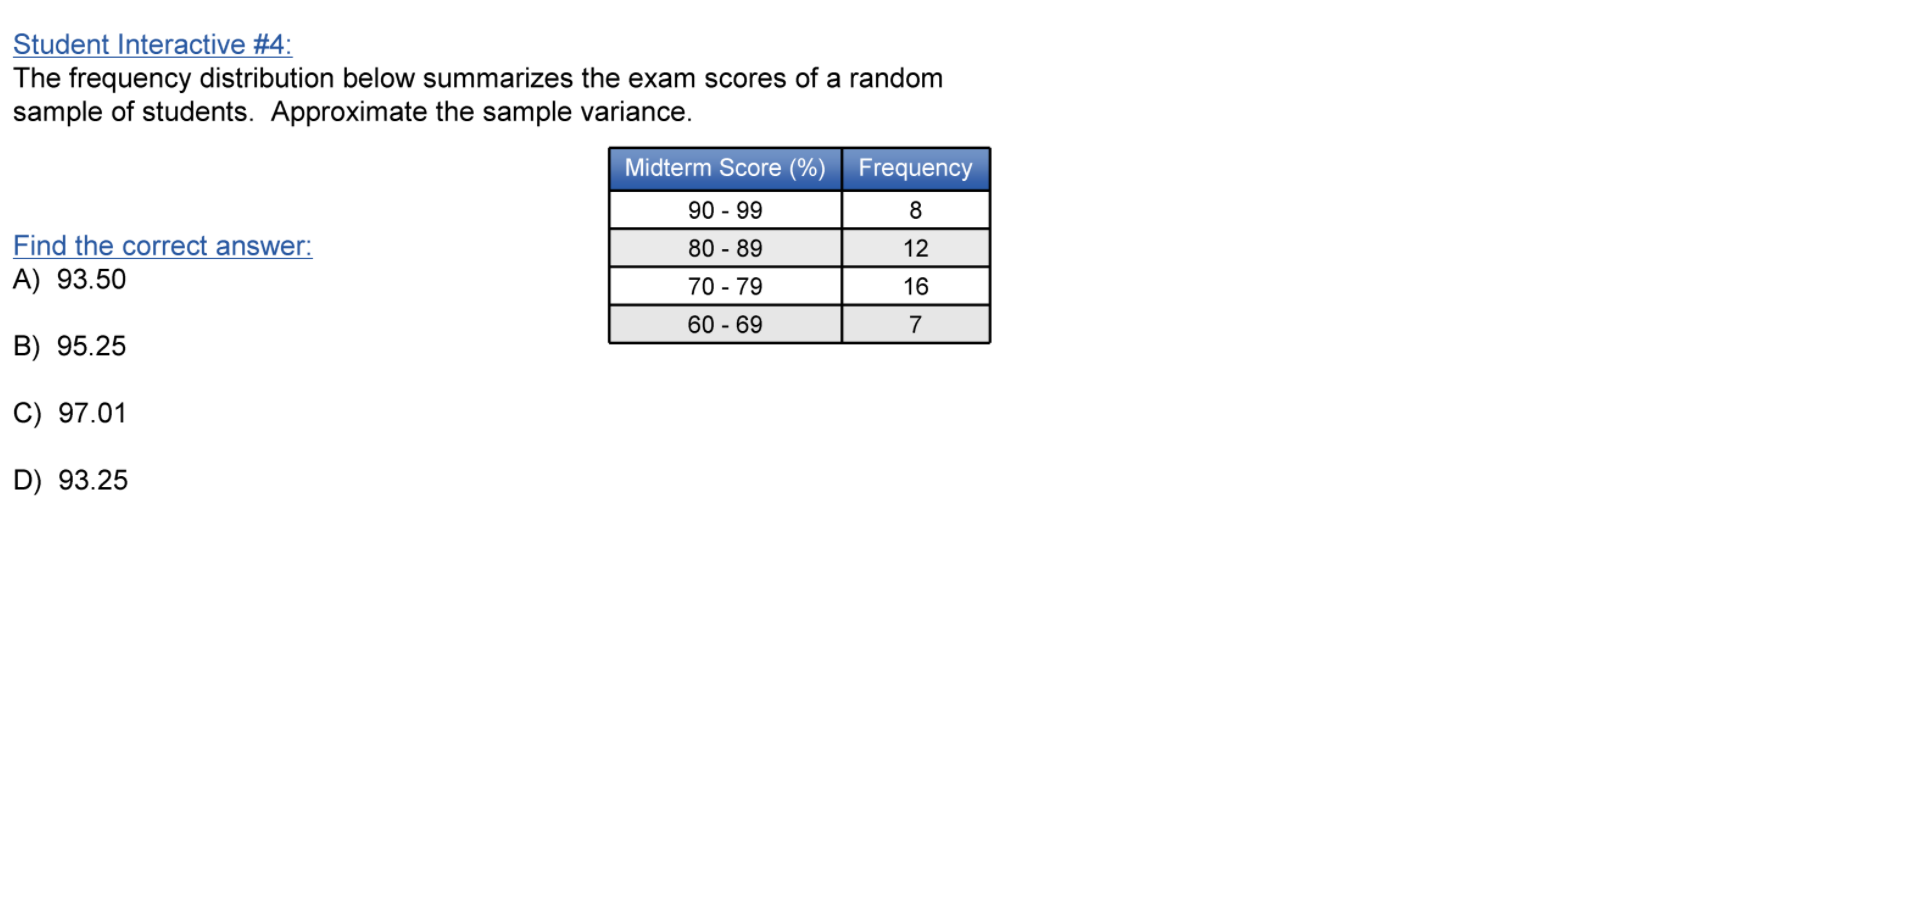 Student Interactive #4:
The frequency distribution below summarizes the exam scores of a random
sample of students.  Approximate the sample variance.
Midterm Score (%) Frequency
90 - 99 8
80 - 89 12
70 - 79 16
60 - 69 7
Find the correct answer:
A)  93.50
B)  95.25
C)  97.01
D)  93.25